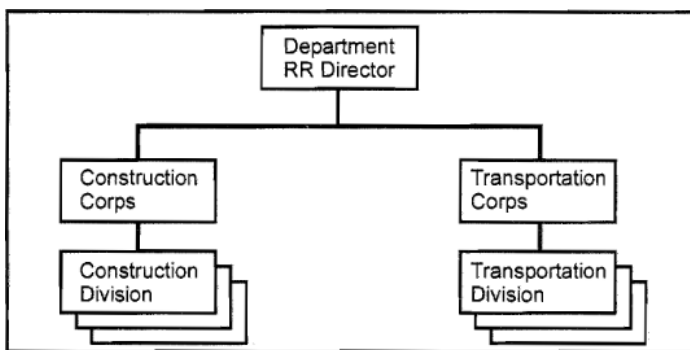 Department
RR Director
Construction
Corps
Transportation
Corps
Construction
Division
Transportation
Division